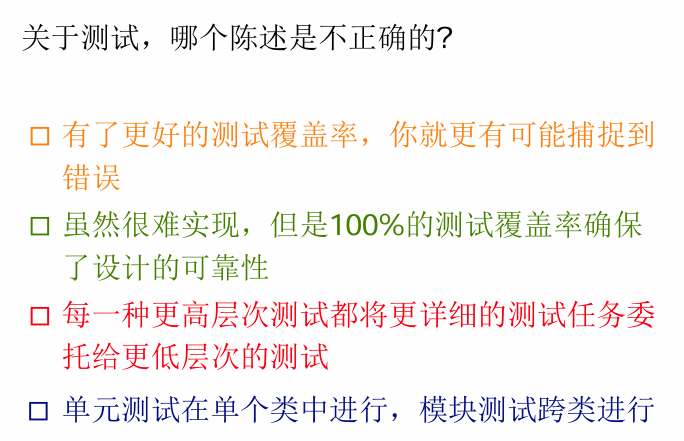 关于测试，哪个陈述是不正确的?
有了更好的测试覆盖率，你就更有可能捕捉到
错误
虽然很难实现，但是100%的测试覆盖率确保
了设计的可靠性
每一种更高层次测试都将更详细的测试任务委
托给更低层次的测试
单元测试在单个类中进行，模块测试跨类进行